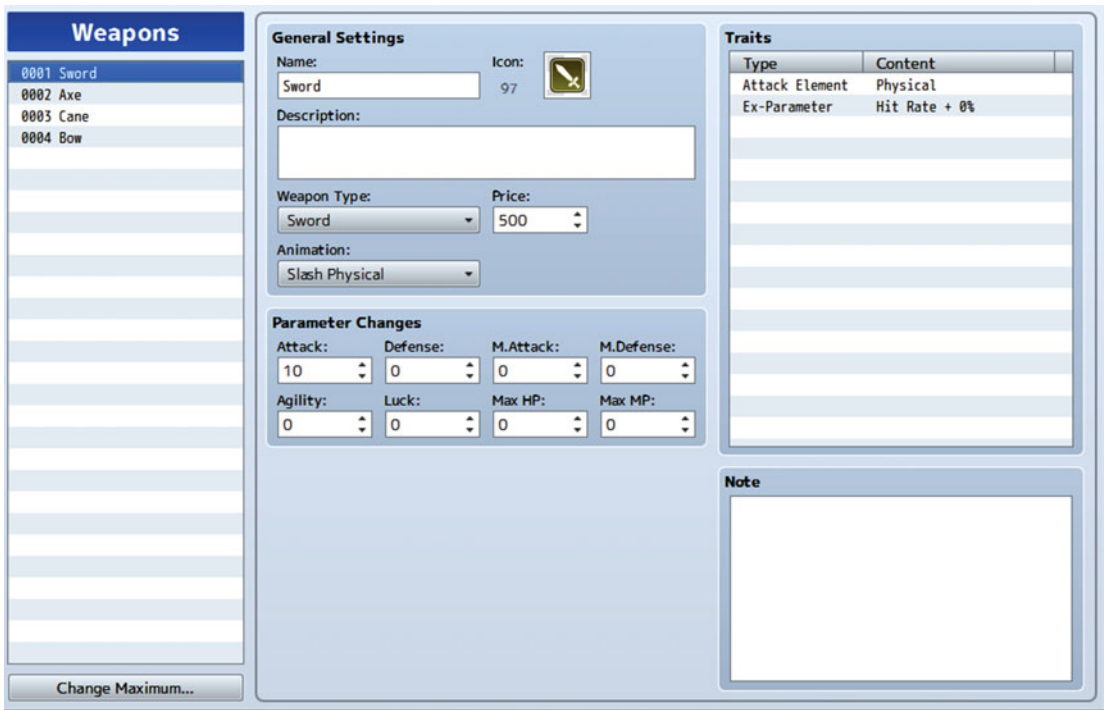 Weapons
0001 Sword
0002 Axe
0003 Cane
0004 Bow
Change Maximum...
General Settings
Name: Icon:
Sword 97
Description:
Weapon Type: Price:
Sword 500
Animation:
Slash Physical
Parameter Changes
Attack: Defense: M.Attack: M.Defense:
10 0 0 0
Agility: Luck: Max HP: Max MP:
0 0 0 0
Traits
Type Content
Attack Element Physical
Ex-Parameter Hit Rate + 0%
Note